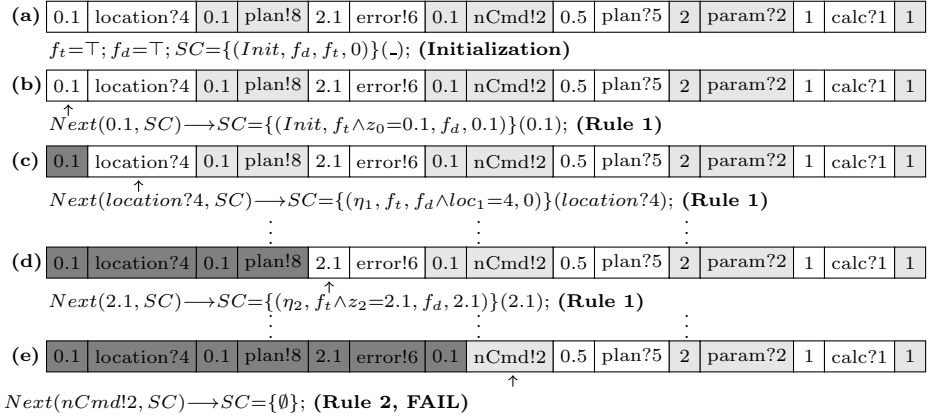 (a) 0.1 location?4 0.1 plan!8 2.1 error!6 0.1 nCmd!2 0.5 plan?5 2 param?2 1 calc?1 1
f_t=⊤; f_d=⊤; SC={(Init, f_d, f_t, 0)}(_); (Initialization)
(b) 0.1 location?4 0.1 plan!8 2.1 error!6 0.1 nCmd!2 0.5 plan?5 2 param?2 1 calc?1 1
↑
Next(0.1, SC)⟶SC={(Init, f_t∧z_0=0.1, f_d, 0.1)}(0.1); (Rule 1)
(c) 0.1 location?4 0.1 plan!8 2.1 error!6 0.1 nCmd!2 0.5 plan?5 2 param?2 1 calc?1 1
↑
Next(location?4, SC)⟶SC={(η_1, f_t, f_d∧loc_1=4, 0)}(location?4); (Rule 1)
⋮ ⋮ ⋮
(d) 0.1 location?4 0.1 plan!8 2.1 error!6 0.1 nCmd!2 0.5 plan?5 2 param?2 1 calc?1 1
↑
Next(2.1, SC)⟶SC={(η_2, f_t∧z_2=2.1, f_d, 2.1)}(2.1); (Rule 1)
⋮ ⋮ ⋮
(e) 0.1 location?4 0.1 plan!8 2.1 error!6 0.1 nCmd!2 0.5 plan?5 2 param?2 1 calc?1 1
↑
Next(nCmd!2, SC)⟶SC={∅}; (Rule 2, FAIL)